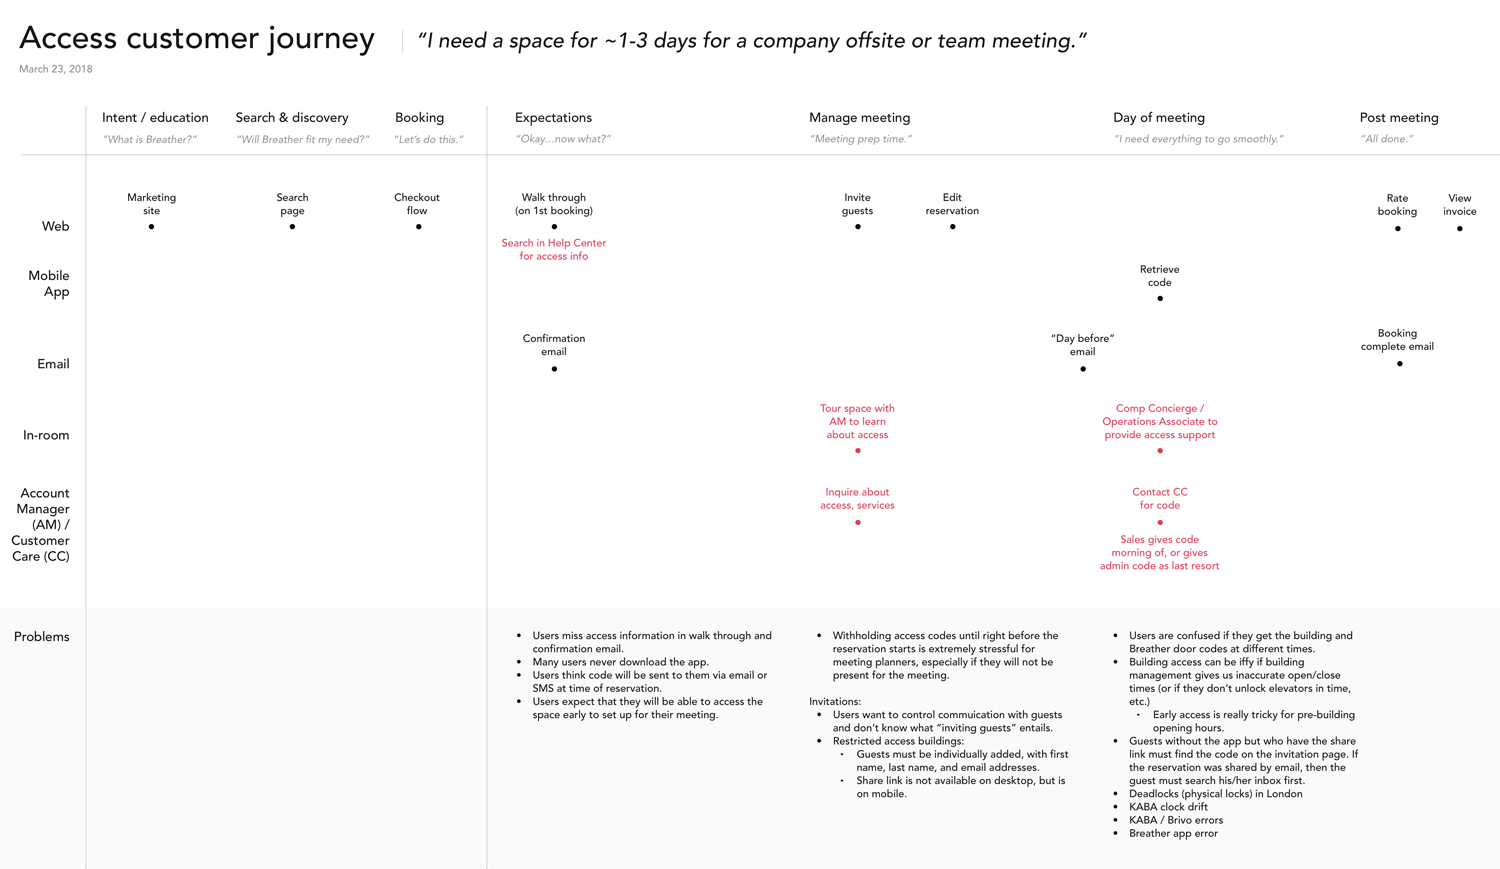 Access customer journey
“I need a space for ~1-3 days for a company offsite or team meeting.”
March 23, 2018
Intent / education
“What is Breather?”
Search & discovery
“Will Breather fit my need?”
Booking
“Let’s do this.”
Expectations
“Okay...now what?”
Manage meeting
“Meeting prep time.”
Day of meeting
“I need everything to go smoothly.”
Post meeting
“All done.”
Web
Marketing
site
Search
page
Checkout
flow
Walk through
(on 1st booking)
Search in Help Center
for access info
Invite
guests
Edit
reservation
Rate
booking
View
invoice
Mobile
App
Retrieve
code
Email
Confirmation
email
“Day before”
email
Booking
complete email
In-room
Tour space with
AM to learn
about access
Comp Concierge /
Operations Associate to
provide access support
Account
Manager
(AM) /
Customer
Care (CC)
Inquire about
access, services
Contact CC
for code
Sales gives code
morning of, or gives
admin code as last resort
Problems
• Users miss access information in walk through and
confirmation email.
• Many users never download the app.
• Users think code will be sent to them via email or
SMS at time of reservation.
• Users expect that they will be able to access the
space early to set up for their meeting.
• Withholding access codes until right before the
reservation starts is extremely stressful for
meeting planners, especially if they will not be
present for the meeting.
Invitations:
• Users want to control commuication with guests
and don’t know what “inviting guests” entails.
• Restricted access buildings:
- Guests must be individually added, with first
name, last name, and email addresses.
- Share link is not available on desktop, but is
on mobile.
• Users are confused if they get the building and
Breather door codes at different times.
• Building access can be iffy if building
management gives us inaccurate open/close
times (or if they don’t unlock elevators in time,
etc.)
- Early access is really tricky for pre-building
opening hours.
• Guests without the app but who have the share
link must find the code on the invitation page. If
the reservation was shared by email, then the
guest must search his/her inbox first.
• Deadlocks (physical locks) in London
• KABA clock drift
• KABA / Brivo errors
• Breather app error